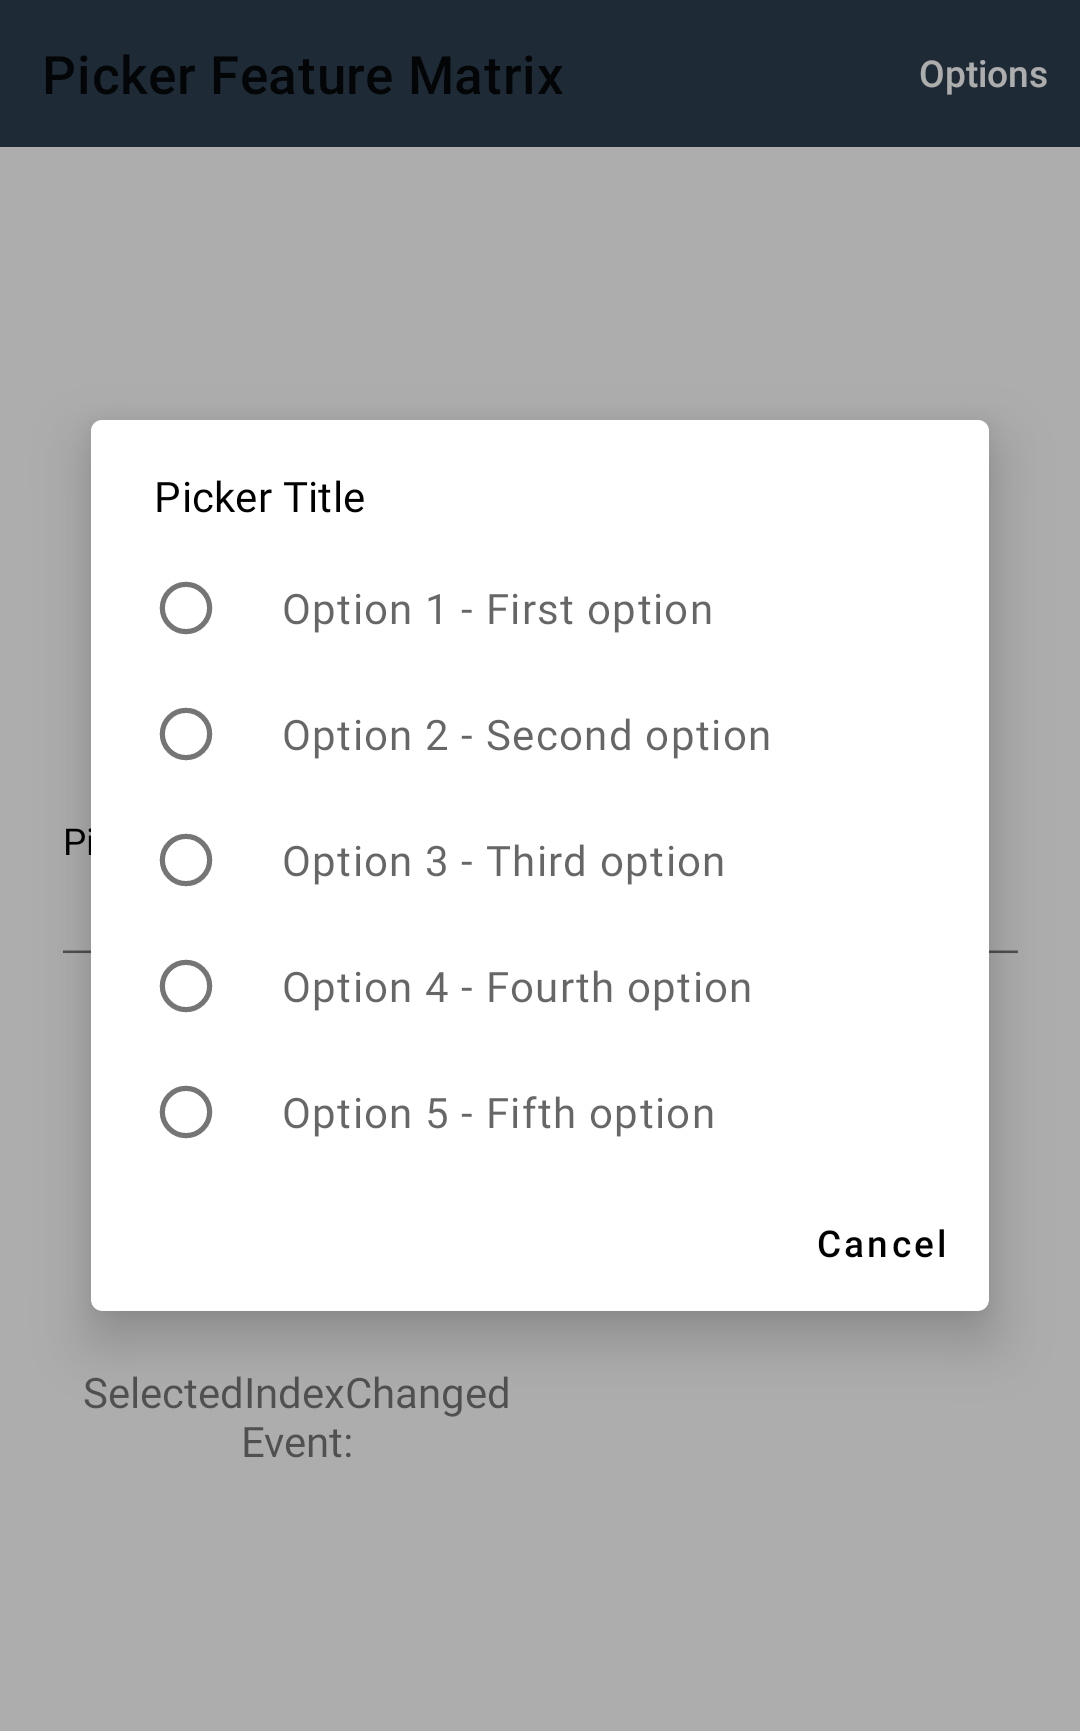 Picker Feature Matrix
Options
Picker Title
Option 1 - First option
Option 2 - Second option
Option 3 - Third option
Pi
Option 4 - Fourth option
Option 5 - Fifth option
Cancel
SelectedIndexChanged
Event: